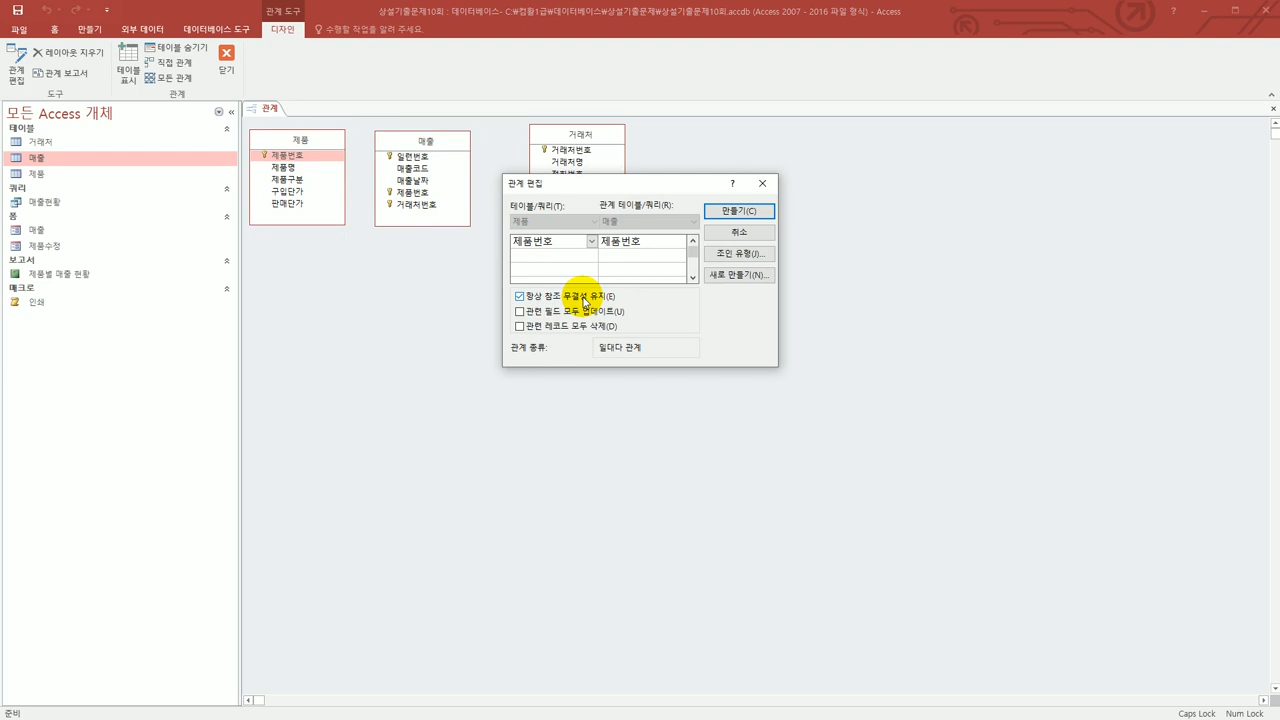 관계 도구
상설기출문제10회 : 데이터베이스- C:₩컴활1급₩데이터베이스₩상설기출문제₩상설기출문제10회.accdb (Access 2007 - 2016 파일 형식) - Access
파일 홈 만들기 외부 데이터 데이터베이스 도구 디자인 수행할 작업을 알려 주세요.
관계 편집
레이아웃 지우기
관계 보고서
도구
테이블 표시
테이블 숨기기
직접 관계
모든 관계
관계
닫기
모든 Access 개체
테이블
거래처
매출
제품
쿼리
매출현황
폼
매출
제품수정
보고서
제품별 매출 현황
매크로
인쇄
관계
제품
제품번호
제품명
제품구분
구입단가
판매단가
매출
일련번호
매출코드
매출날짜
제품번호
거래처번호
거래처
거래처번호
거래처명
관계 편집
테이블/쿼리(T): 관계 테이블/쿼리(R):
제품 매출
제품번호 제품번호
항상 참조 무결성 유지(E)
관련 필드 모두 업데이트(U)
관련 레코드 모두 삭제(D)
관계 종류: 일대다 관계
만들기(C)
취소
조인 유형(J)...
새로 만들기(N)...
준비
Caps Lock Num Lock